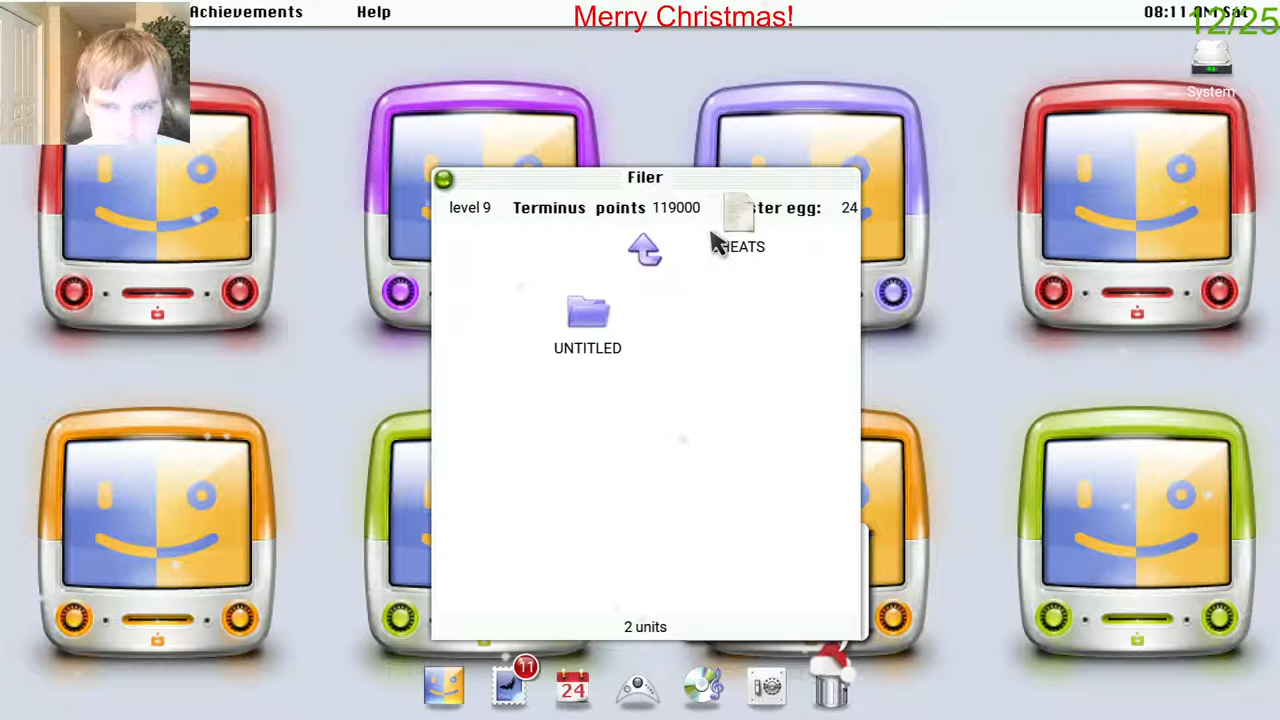 Achievements Help Merry Christmas! 08:11 AM Sat
12/25
System
Filer
level 9 Terminus points 119000 ster egg: 24
HEATS
UNTITLED
2 units
11
24